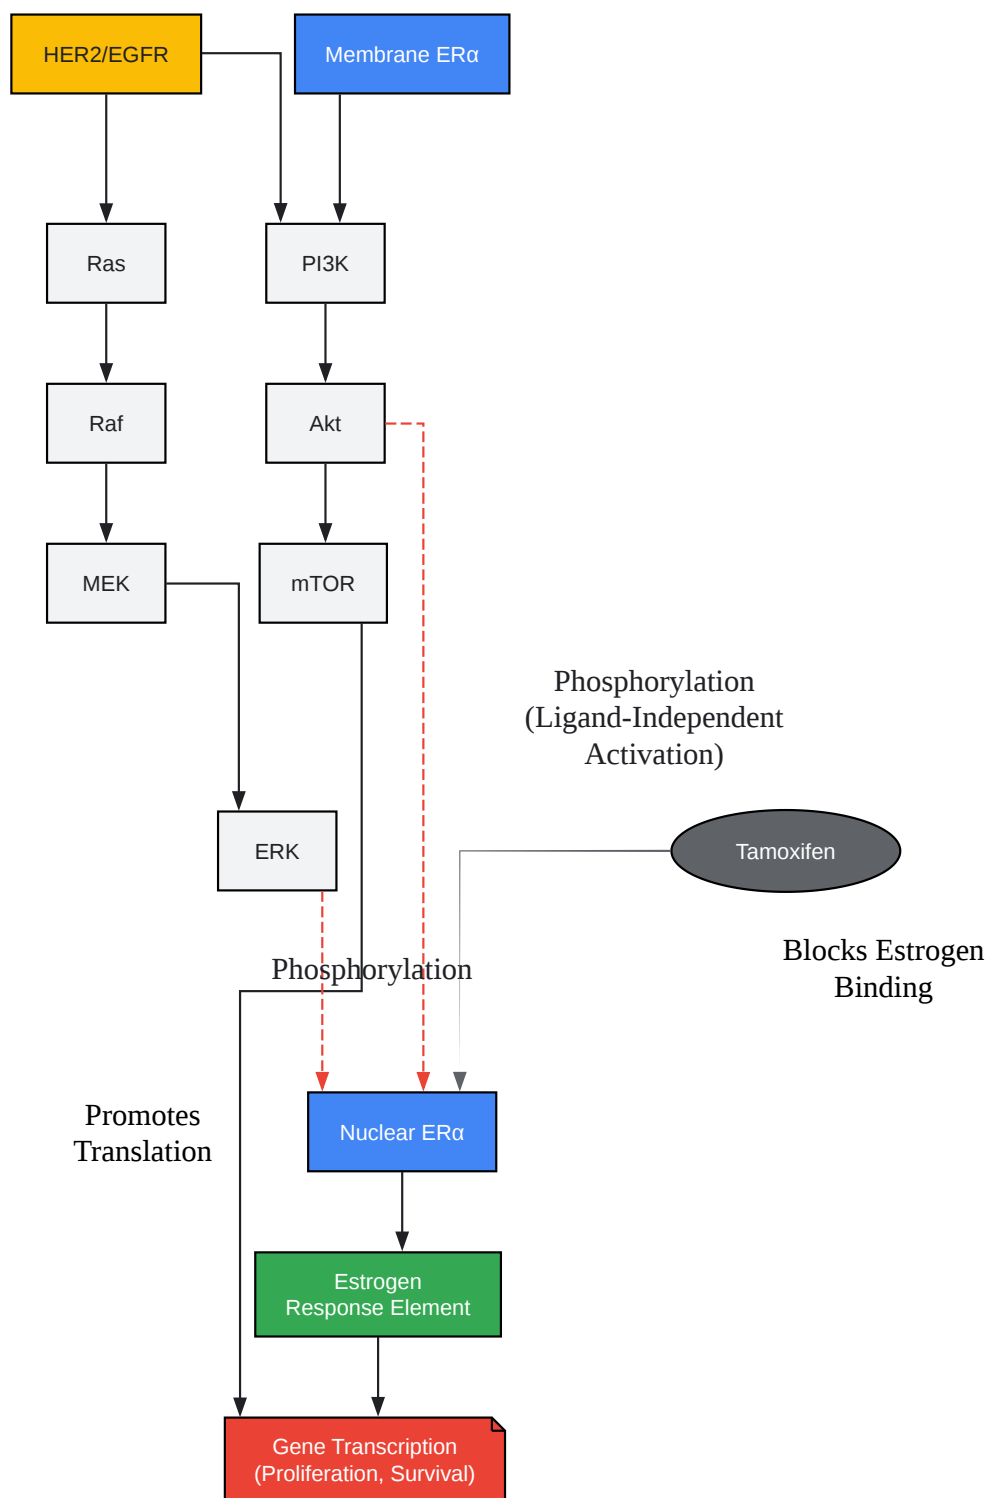 HER2/EGFR
Membrane ERα
Ras
PI3K
Raf
Akt
MEK
mTOR
Phosphorylation
(Ligand-Independent
Activation)
ERK
Tamoxifen
Phosphorylation
Blocks Estrogen
Binding
Promotes
Translation
Nuclear ERα
Estrogen
Response Element
Gene Transcription
(Proliferation, Survival)